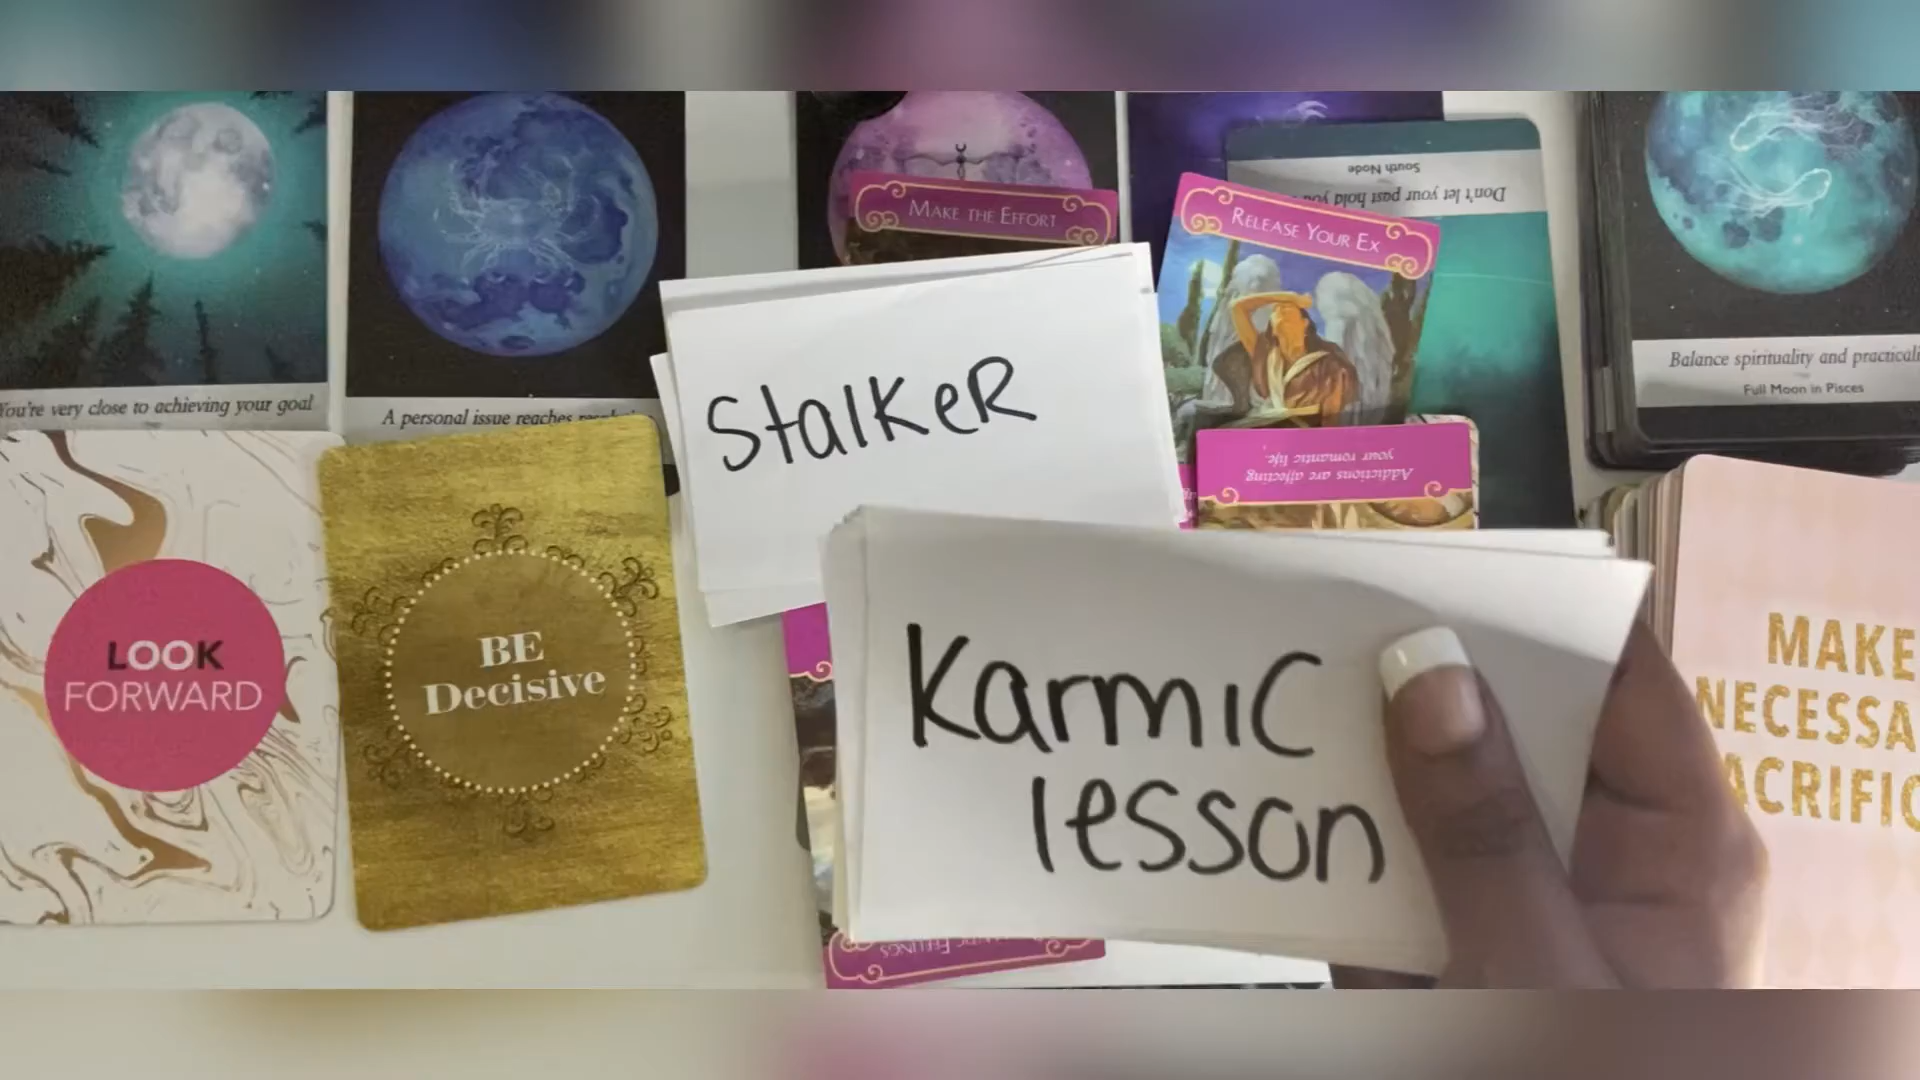 You're very close to achieving your goal
A personal issue reaches
MAKE THE EFFORT
South Node
Don't let your past hold you
RELEASE YOUR EX
Balance spirituality and practicali
Full Moon in Pisces
Addictions are affecting
your romantic life.
Stalker
LOOK
FORWARD
BE
Decisive
Karmic
lesson
MAKE
NECESSA
ACRIFIC
FEELINGS